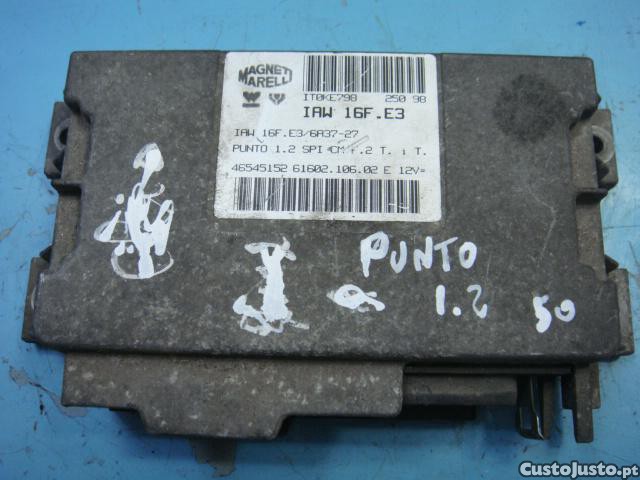 MAGNETI
MARELLI
IT0KE798 250 98
IAW 16F.E3
IAW 16F.E3/6A37-27
PUNTO 1.2 SPI
46545152 61602.106.02 E 12V=
PUNTO
1.2 50
CustoJusto.pt